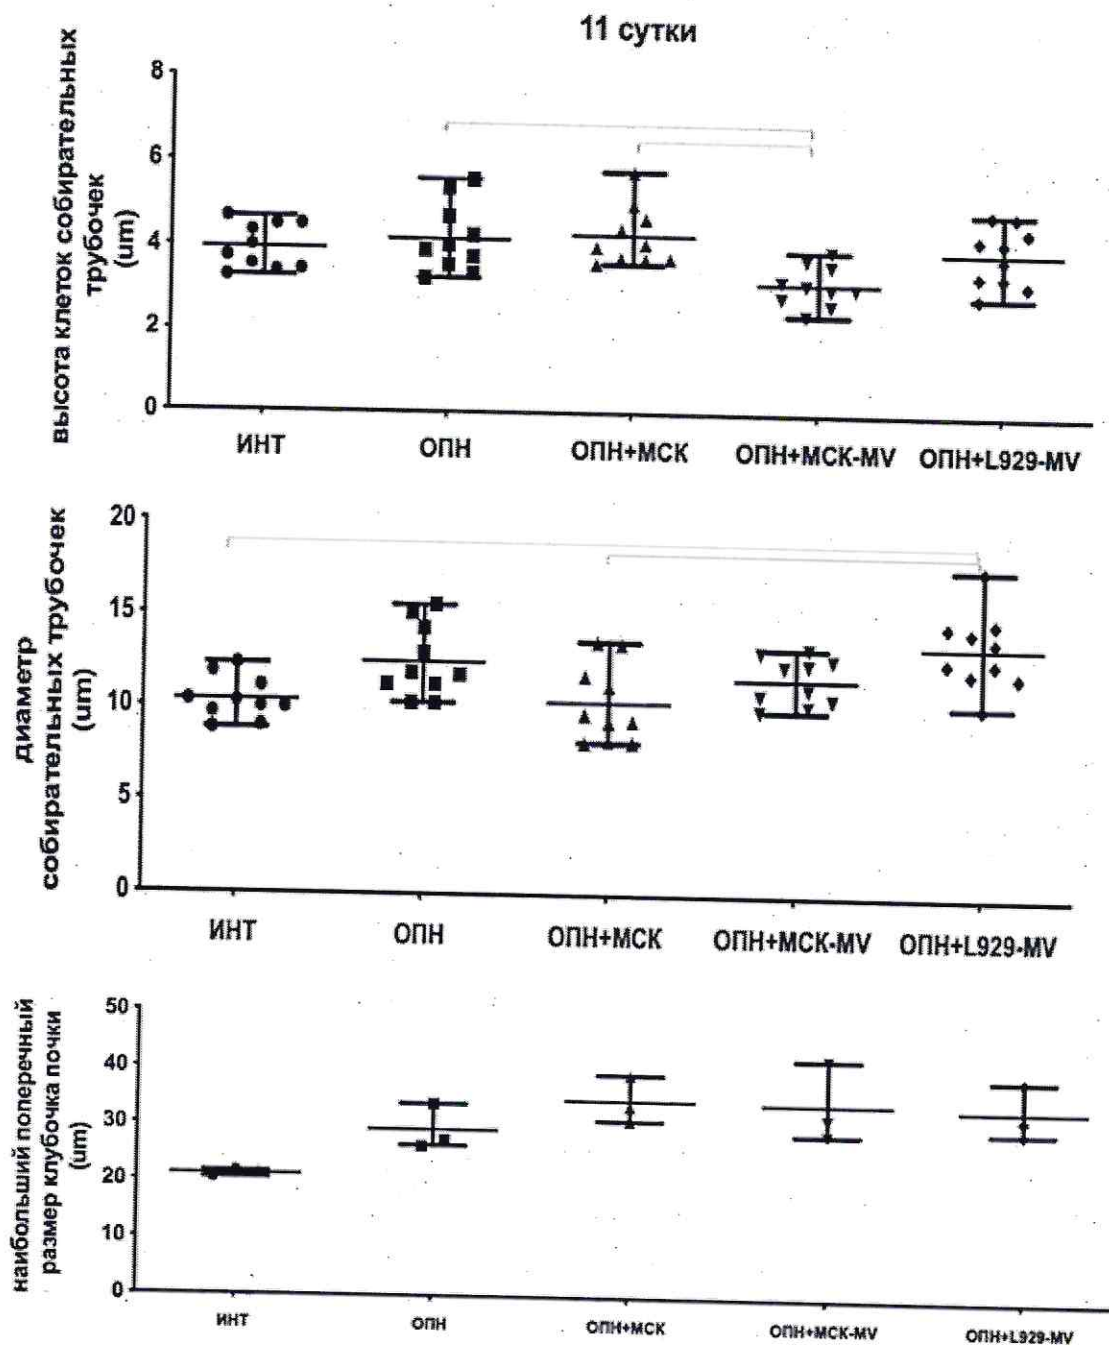 11 сутки
высота клеток собирательных
трубочек
(um)
8
6
4
2
0
ИНТ ОПН ОПН+МСК ОПН+МСК-MV ОПН+L929-MV
диаметр
собирательных трубочек
(um)
20
15
10
5
0
ИНТ ОПН ОПН+МСК ОПН+МСК-MV ОПН+L929-MV
наибольший поперечный
размер клубочка почки
(um)
50
40
30
20
10
0
ИНТ ОПН ОПН+МСК ОПН+МСК-MV ОПН+L929-MV